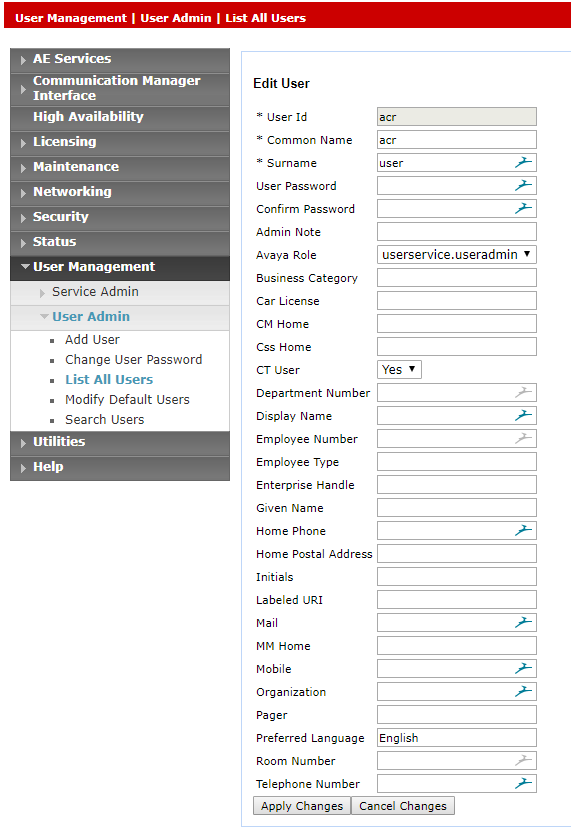 User Management | User Admin | List All Users
AE Services
Communication Manager
Interface
High Availability
Licensing
Maintenance
Networking
Security
Status
User Management
Service Admin
User Admin
Add User
Change User Password
List All Users
Modify Default Users
Search Users
Utilities
Help
Edit User
* User Id acr
* Common Name acr
* Surname user
User Password
Confirm Password
Admin Note
Avaya Role userservice.useradmin
Business Category
Car License
CM Home
Css Home
CT User Yes
Department Number
Display Name
Employee Number
Employee Type
Enterprise Handle
Given Name
Home Phone
Home Postal Address
Initials
Labeled URI
Mail
MM Home
Mobile
Organization
Pager
Preferred Language English
Room Number
Telephone Number
Apply Changes Cancel Changes